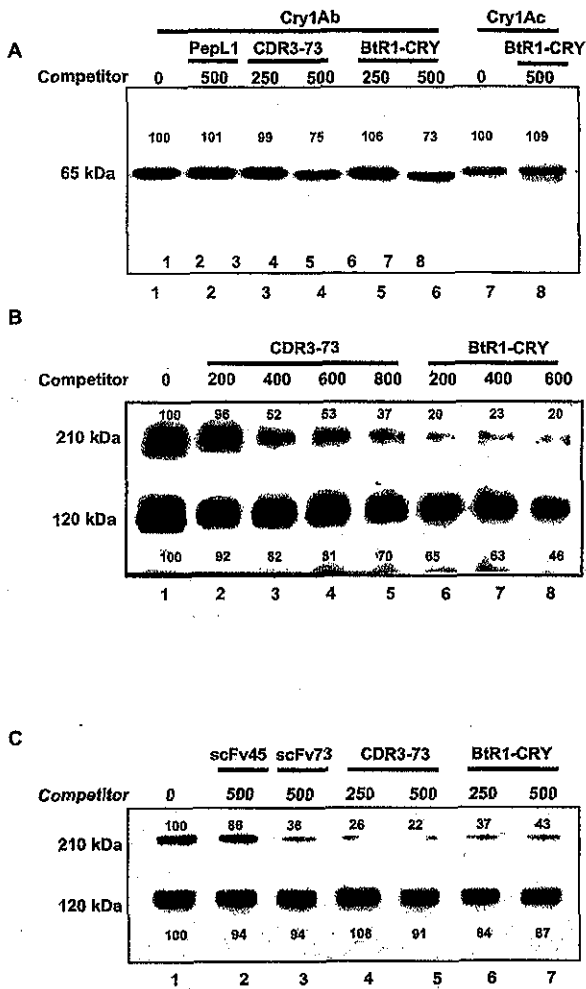 Cry1Ab Cry1Ac
A PepL1 CDR3-73 BtR1-CRY BtR1-CRY
Competitor 0 500 250 500 250 500 0 500
100 101 99 75 106 73 100 109
65 kDa
1 2 3 4 5 6 7 8
1 2 3 4 5 6 7 8
B
CDR3-73 BtR1-CRY
Competitor 0 200 400 600 800 200 400 600
100 96 52 53 37 20 23 20
210 kDa
120 kDa
100 92 82 81 70 65 63 46
1 2 3 4 5 6 7 8
C
scFv45 scFv73 CDR3-73 BtR1-CRY
Competitor 0 500 500 250 500 250 500
100 86 36 26 22 37 43
210 kDa
120 kDa
100 94 94 108 91 84 87
1 2 3 4 5 6 7